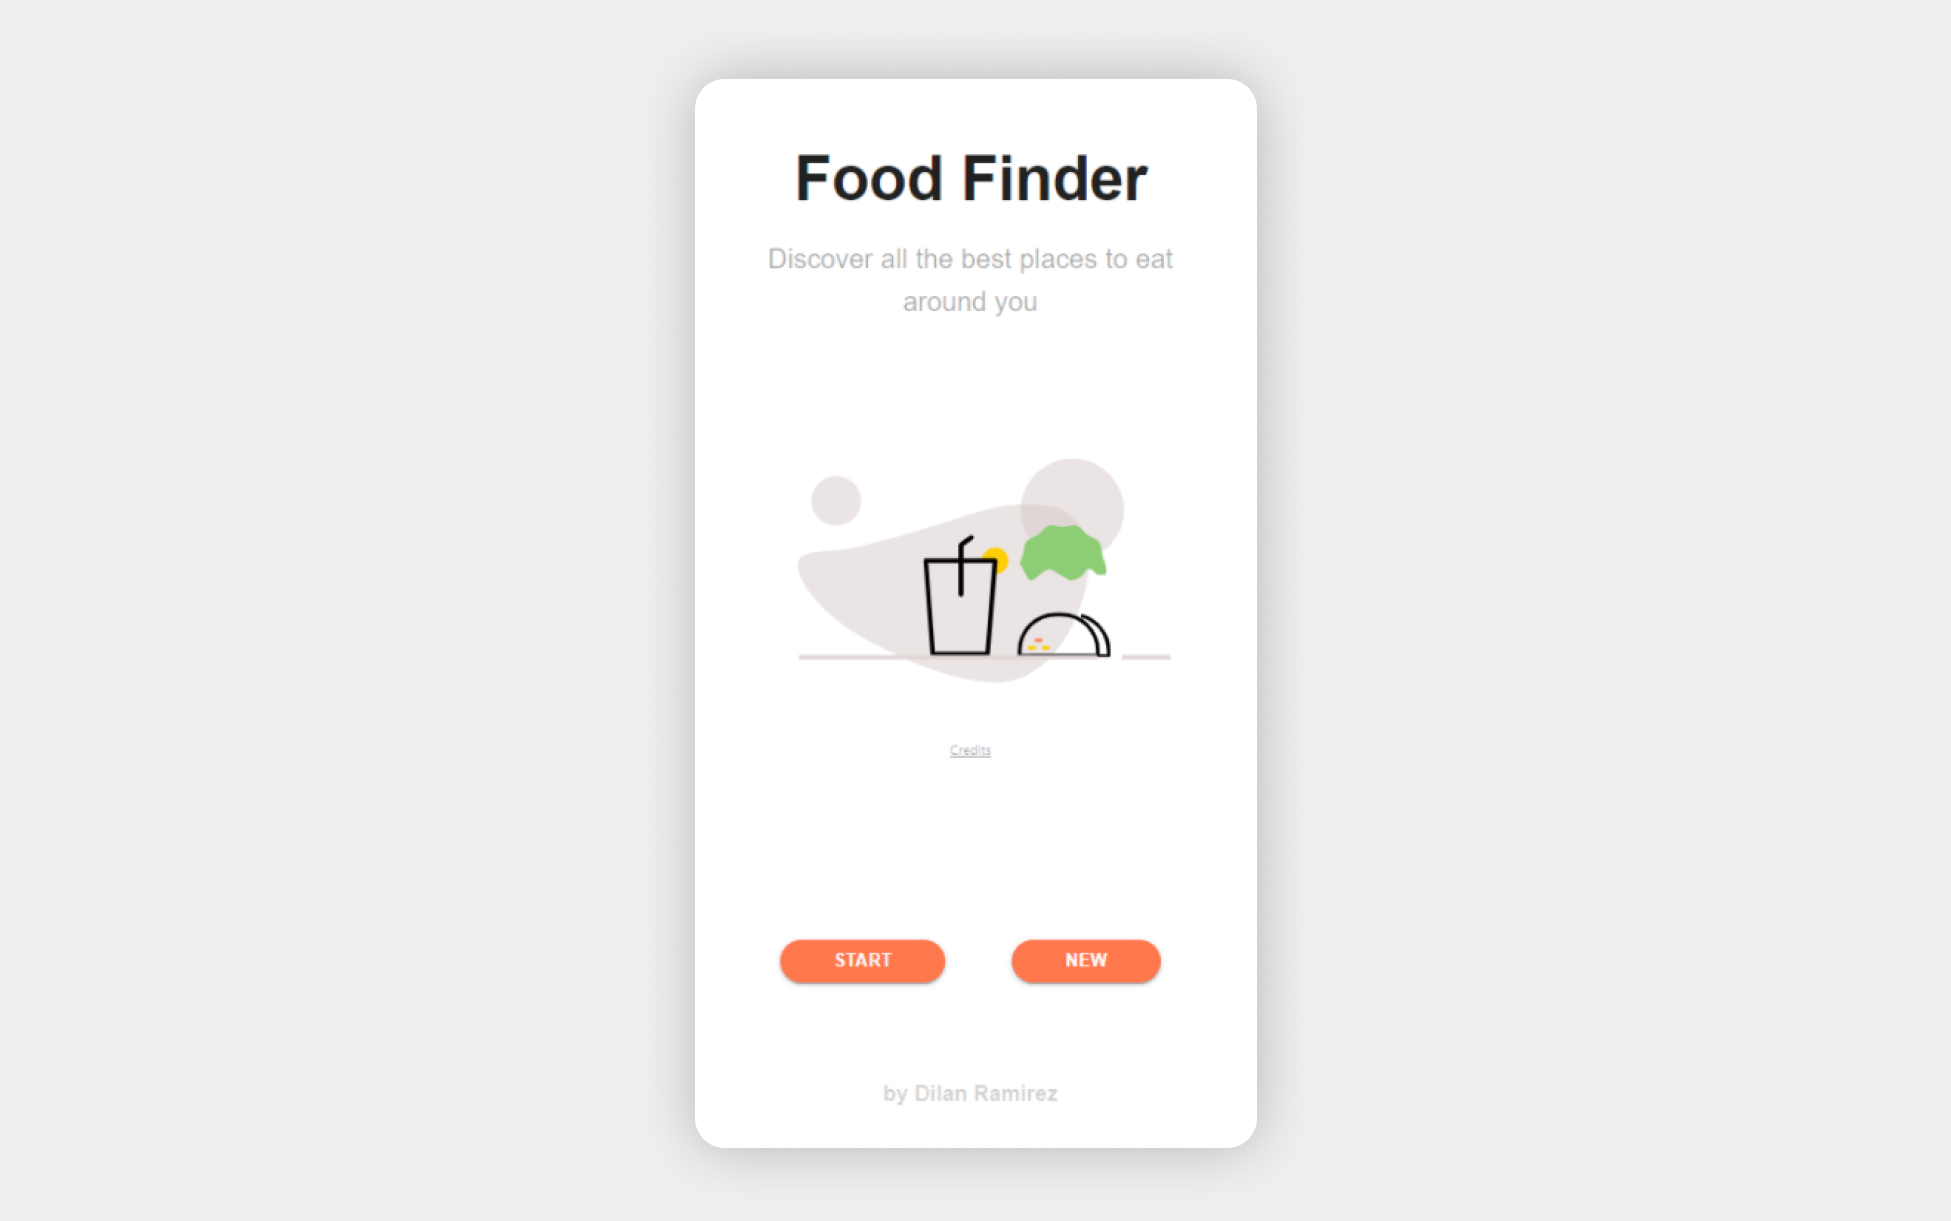 Food Finder
Discover all the best places to eat
around you
Credits
START
NEW
by Dilan Ramirez